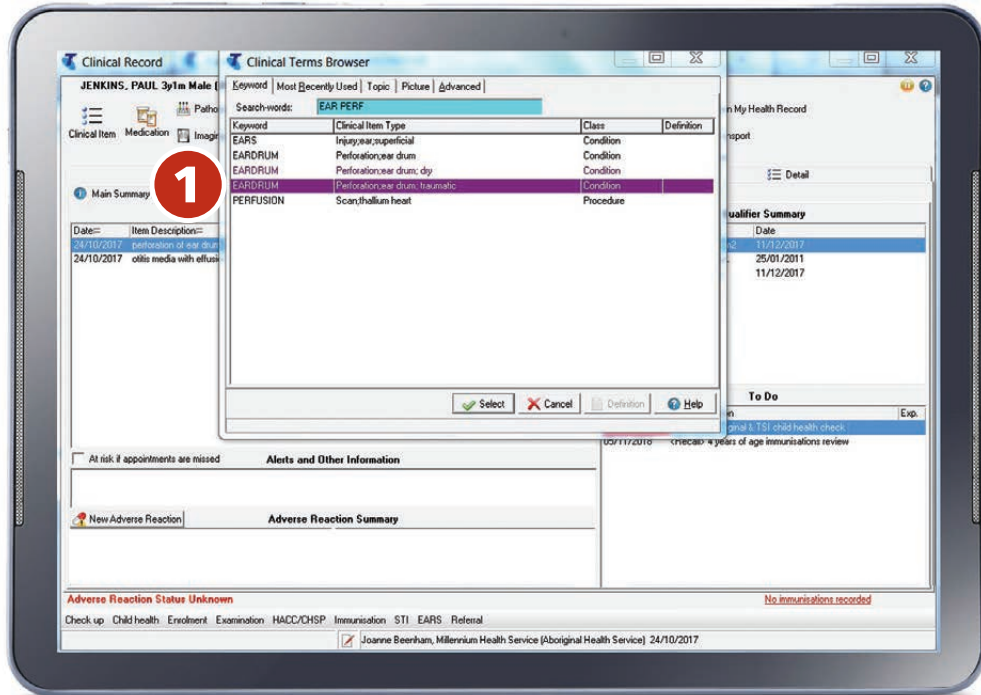 Clinical Record
Clinical Terms Browser
JENKINS, PAUL 3y1m Male (
Keyword Most Recently Used Topic Picture Advanced
Search-words: EAR PERF
n My Health Record
Clinical Item Medication Patho
Imagin
nsport
Keyword Clinical Item Type Class Definition
EARS Injury;ear;superficial Condition
EARDRUM Perforation;ear drum Condition
EARDRUM Perforation;ear drum; dry Condition
EARDRUM Perforation;ear drum; traumatic Condition
PERFUSION Scan;thallium heart Procedure
1
Main Summary
Detail
ualifier Summary
Date= Item Description=
Date
24/10/2017 perforation of ear drum
11/12/2017
24/10/2017 otitis media with effusi
25/01/2011
11/12/2017
Select Cancel Definition Help
To Do
n Exp.
ginal & TSI child health check
05/11/2018 <Recall> 4 years of age immunisations review
At risk if appointments are missed Alerts and Other Information
New Adverse Reaction Adverse Reaction Summary
Adverse Reaction Status Unknown
No immunisations recorded
Check up Child health Enrolment Examination HACC/CHSP Immunisation STI EARS Referral
Joanne Beenham, Millennium Health Service (Aboriginal Health Service) 24/10/2017